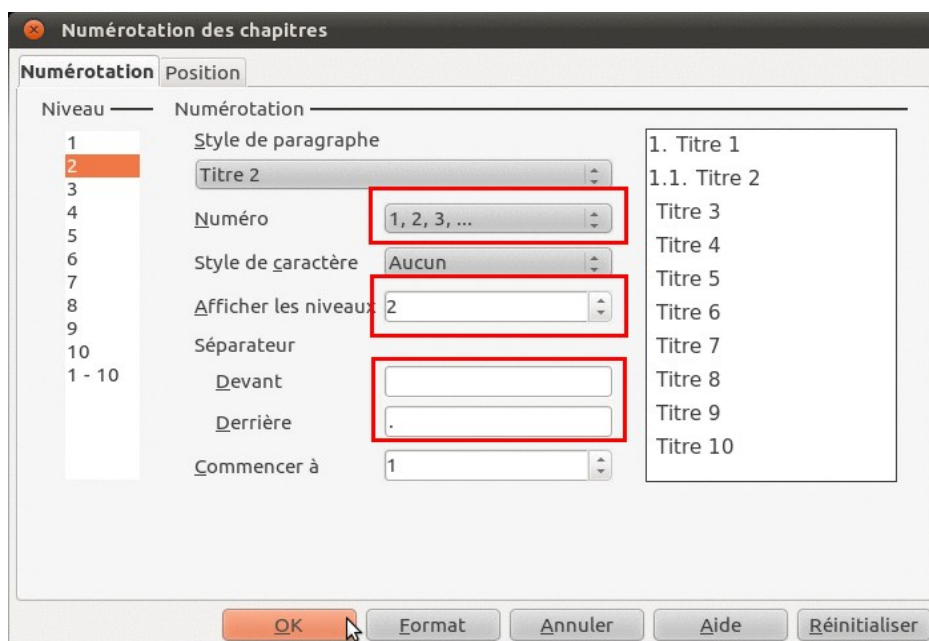 Numérotation des chapitres
Numérotation Position
Niveau
1
2
3
4
5
6
7
8
9
10
1 - 10
Numérotation
Style de paragraphe
Titre 2
Numéro 1, 2, 3, ...
Style de caractère Aucun
Afficher les niveaux 2
Séparateur
Devant
Derrière .
Commencer à 1
1. Titre 1
1.1. Titre 2
Titre 3
Titre 4
Titre 5
Titre 6
Titre 7
Titre 8
Titre 9
Titre 10
OK Format Annuler Aide Réinitialiser